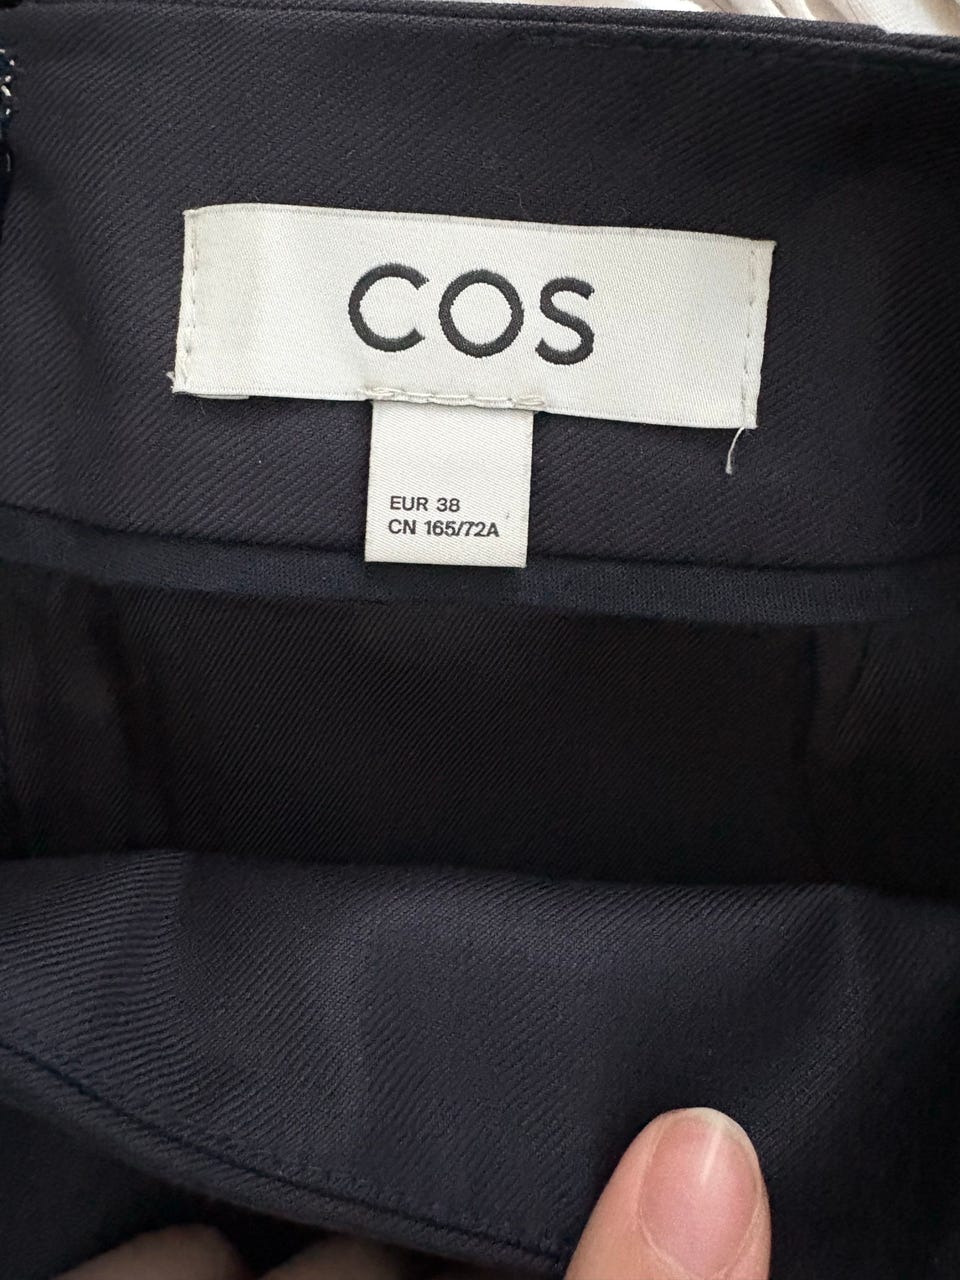 COS
EUR 38
CN 165/72A